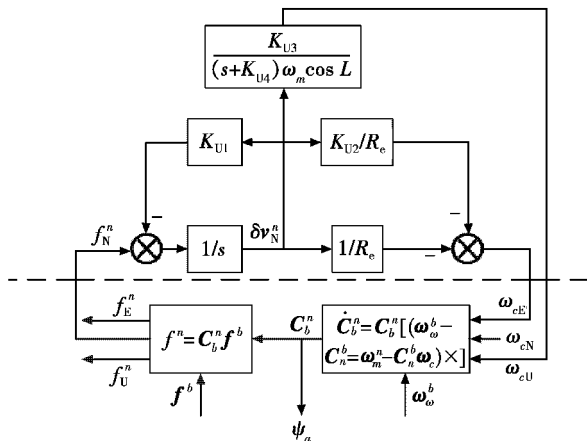 K_U3
(s+K_U4)ω_m cos L
K_U1
K_U2/R_e
−
−
f_N^n
1/s
δv_N^n
1/R_e
−
f_E^n
f^n=C_b^n f^b
C_b^n
Ċ_b^n=C_b^n[(ω_ω^b−
C_n^b=ω_m^n−C_n^b ω_c)×]
ω_cE
ω_cN
ω_cU
f_U^n
f^b
ω_ω^b
ψ_a